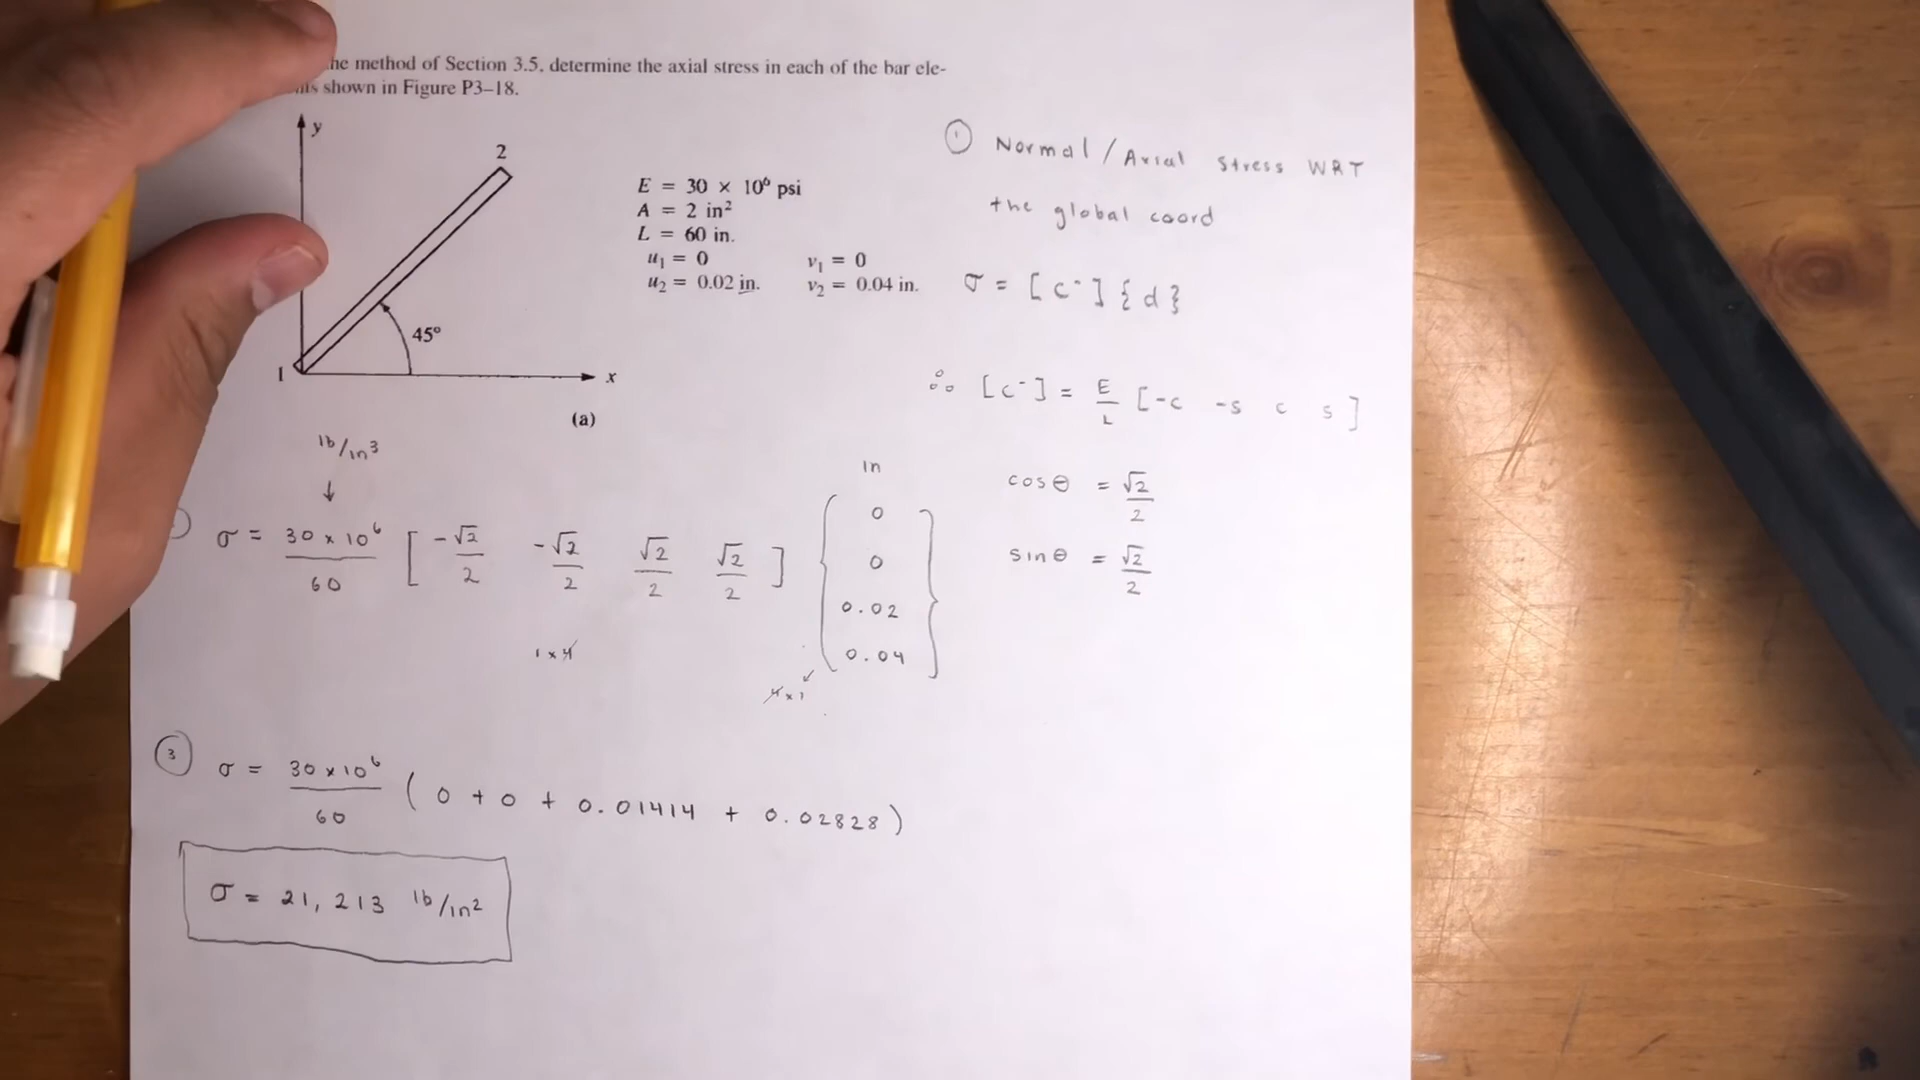 he method of Section 3.5, determine the axial stress in each of the bar ele-
shown in Figure P3–18.
y
2
E = 30 × 10⁶ psi
A = 2 in²
L = 60 in.
u₁ = 0 v₁ = 0
u₂ = 0.02 in. v₂ = 0.04 in.
45°
1
x
(a)
① Normal / Axial Stress WRT
the global coord
σ = [c⁻] {d}
∴ [c⁻] = E/L [-c -s c s]
cosθ = √2/2
sinθ = √2/2
lb/in³
↓
σ = 30 × 10⁶/60 [-√2/2 -√2/2 √2/2 √2/2]
1 × 4
in
0
0
0.02
0.04
4 × 1
③ σ = 30 × 10⁶/60 (0 + 0 + 0.01414 + 0.02828)
σ = 21,213 lb/in²